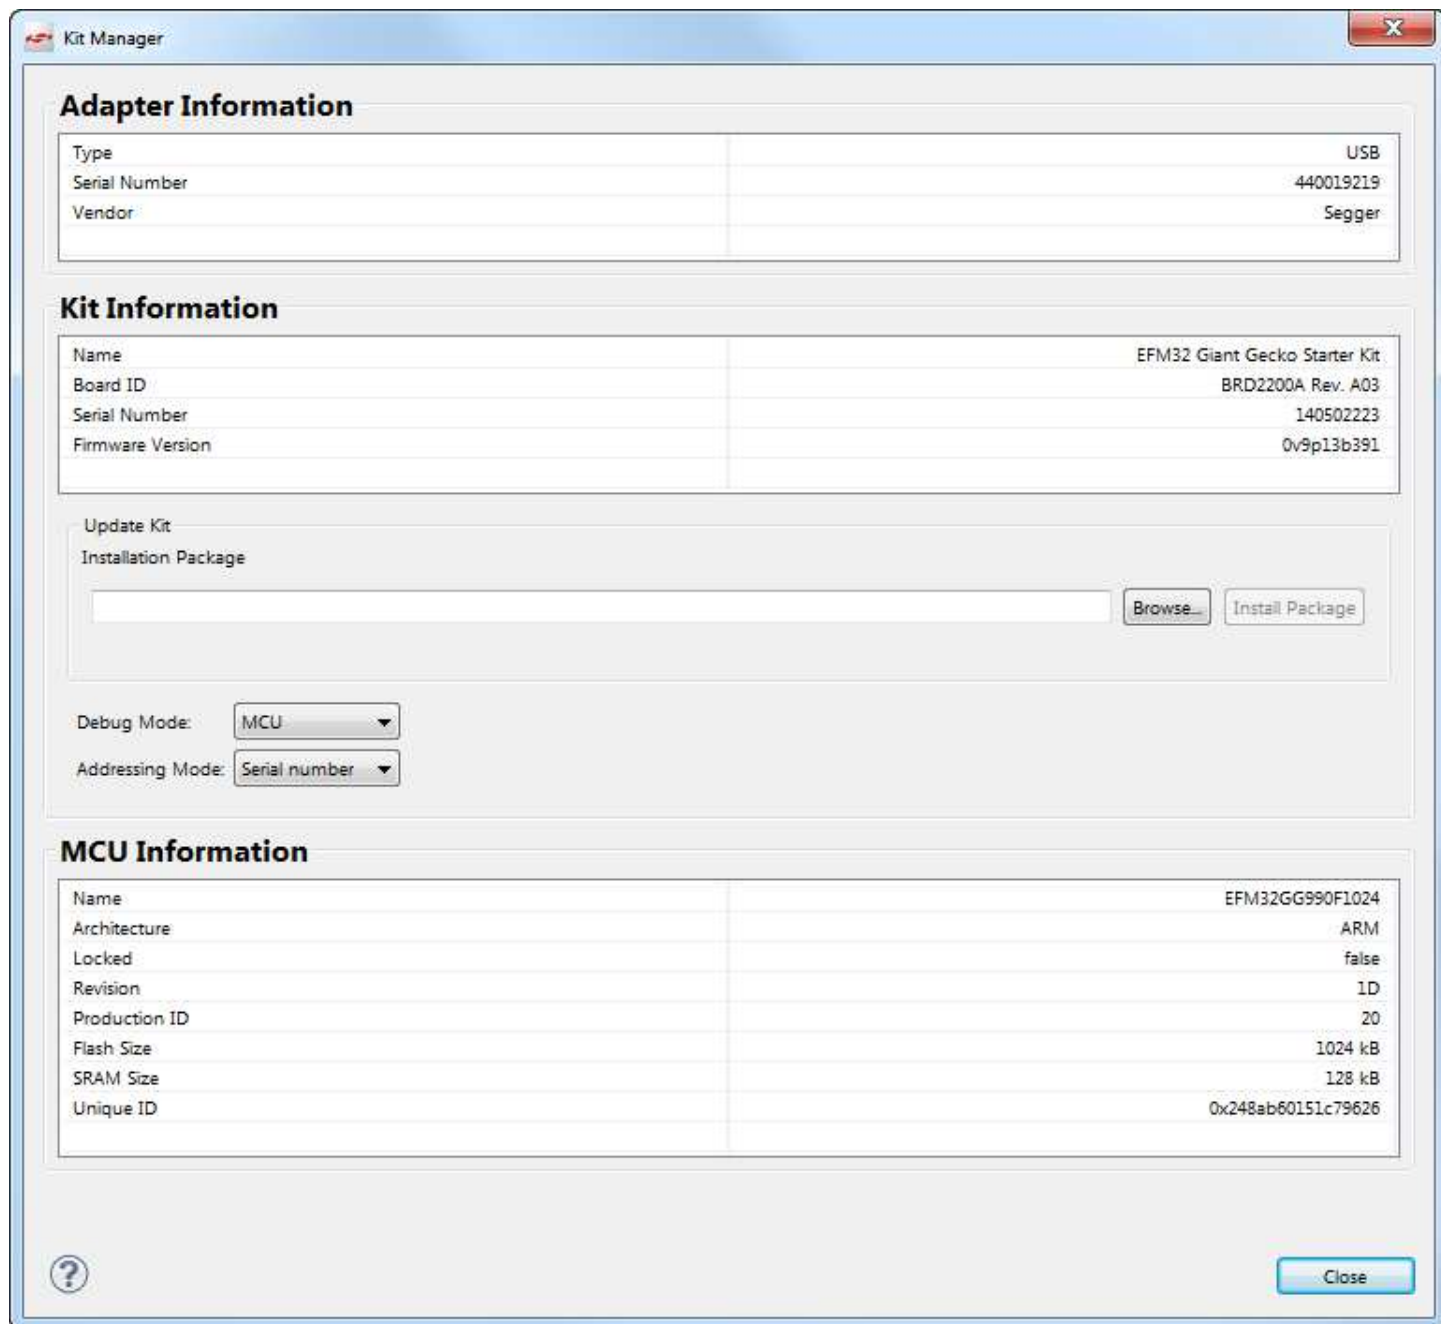 Kit Manager
Adapter Information
Type USB
Serial Number 440019219
Vendor Segger
Kit Information
Name EFM32 Giant Gecko Starter Kit
Board ID BRD2200A Rev. A03
Serial Number 140502223
Firmware Version 0v9p13b391
Update Kit
Installation Package
Browse... Install Package
Debug Mode: MCU
Addressing Mode: Serial number
MCU Information
Name EFM32GG990F1024
Architecture ARM
Locked false
Revision 1D
Production ID 20
Flash Size 1024 kB
SRAM Size 128 kB
Unique ID 0x248ab60151c79626
?
Close